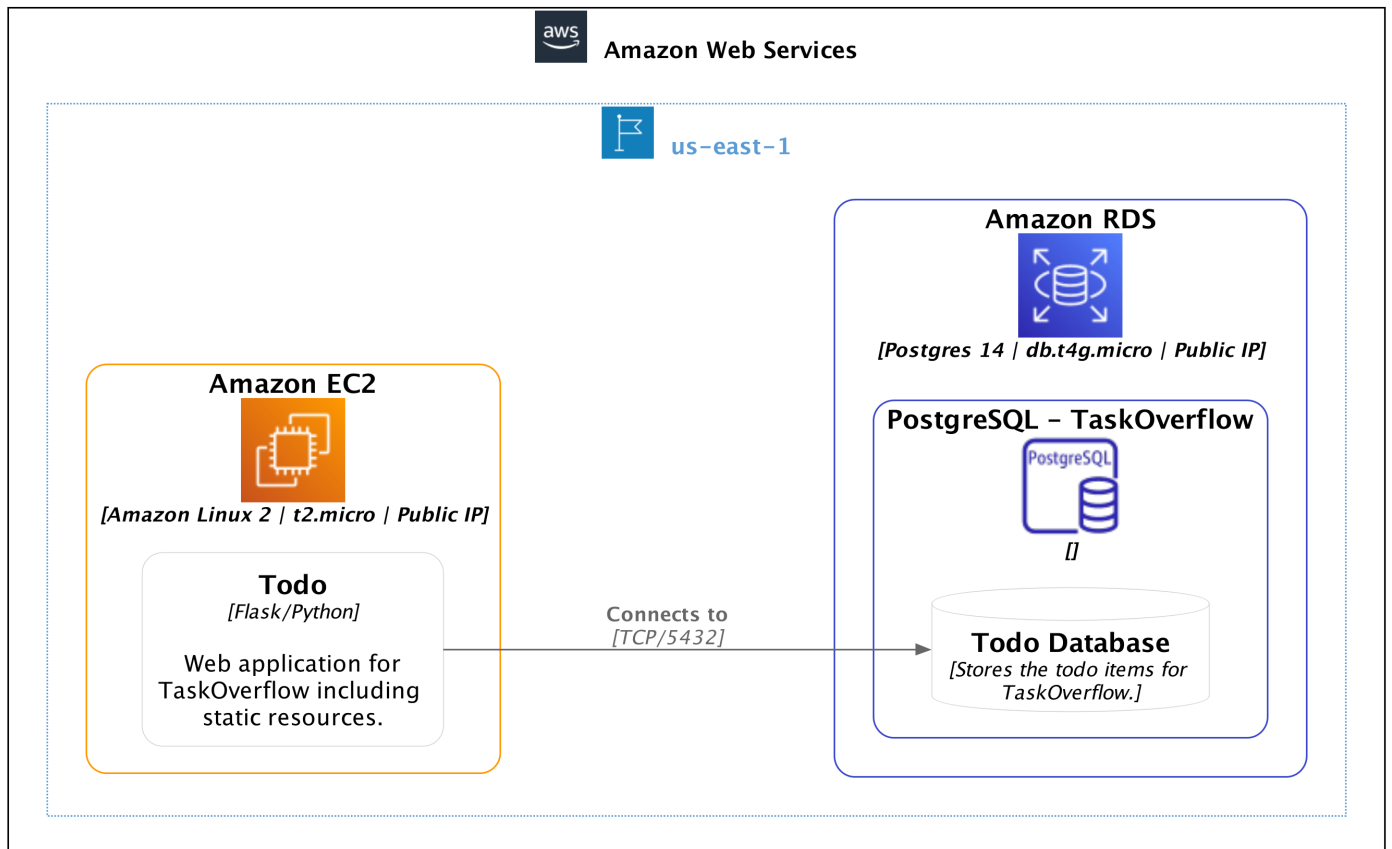 aws
Amazon Web Services
us-east-1
Amazon RDS
[Postgres 14 | db.t4g.micro | Public IP]
Amazon EC2
[Amazon Linux 2 | t2.micro | Public IP]
PostgreSQL - TaskOverflow
PostgreSQL
[]
Todo
[Flask/Python]
Web application for
TaskOverflow including
static resources.
Connects to
[TCP/5432]
Todo Database
[Stores the todo items for
TaskOverflow.]